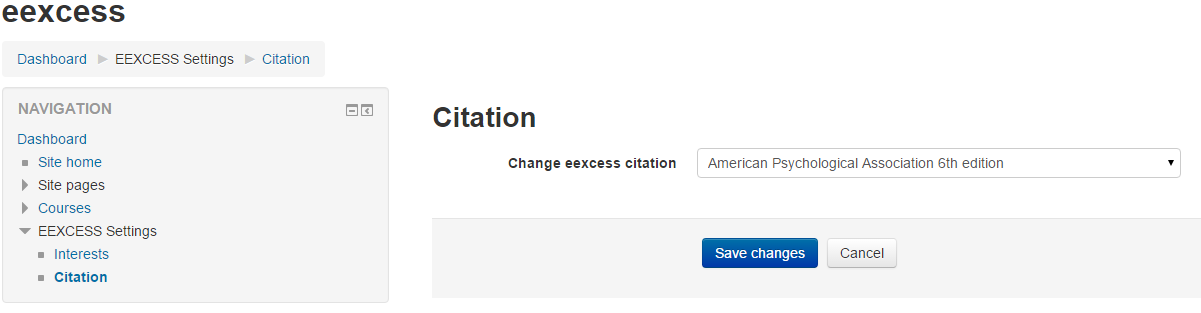 eexcess
Dashboard EEXCESS Settings Citation
NAVIGATION
Dashboard
Site home
Site pages
Courses
EEXCESS Settings
Interests
Citation
Citation
Change eexcess citation American Psychological Association 6th edition
Save changes Cancel